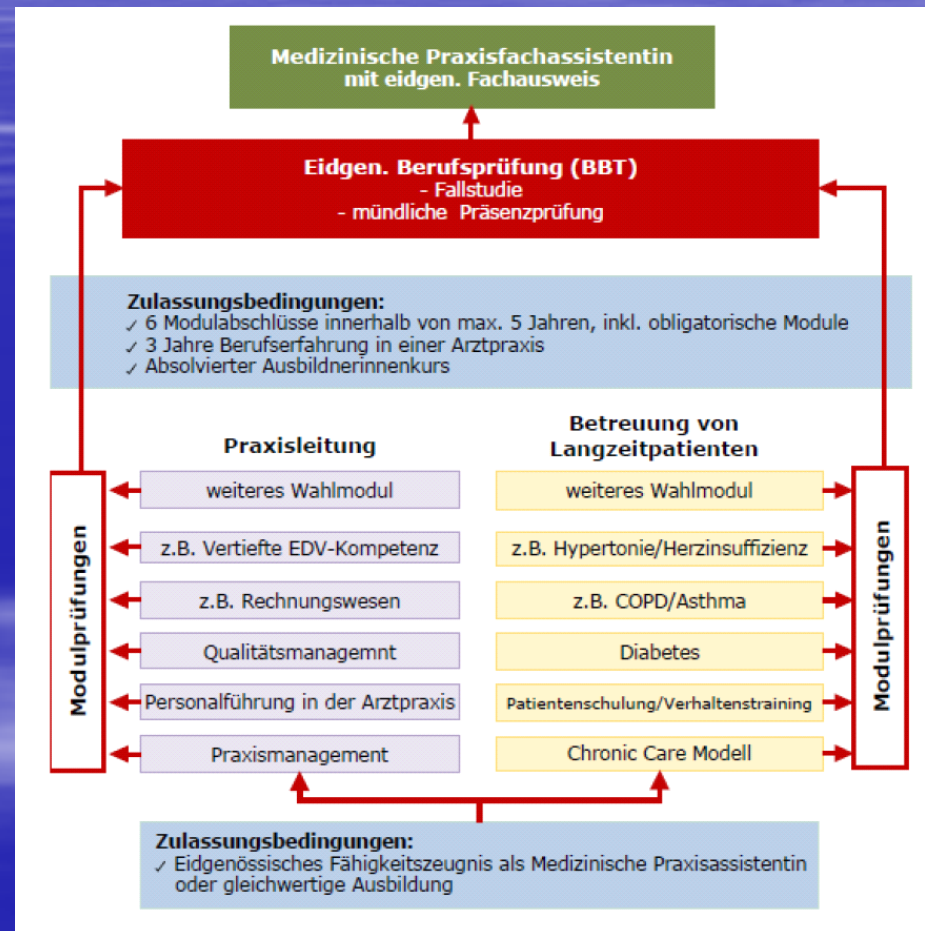 Medizinische Praxisfachassistentin
mit eidgen. Fachausweis
Eidgen. Berufsprüfung (BBT)
- Fallstudie
- mündliche Präsenzprüfung
Zulassungsbedingungen:
✓ 6 Modulabschlüsse innerhalb von max. 5 Jahren, inkl. obligatorische Module
✓ 3 Jahre Berufserfahrung in einer Arztpraxis
✓ Absolvierter Ausbildnerinnenkurs
Praxisleitung
weiteres Wahlmodul
z.B. Vertiefte EDV-Kompetenz
z.B. Rechnungswesen
Qualitätsmanagemnt
Personalführung in der Arztpraxis
Praxismanagement
Modulprüfungen
Betreuung von
Langzeitpatienten
weiteres Wahlmodul
z.B. Hypertonie/Herzinsuffizienz
z.B. COPD/Asthma
Diabetes
Patientenschulung/Verhaltenstraining
Chronic Care Modell
Modulprüfungen
Zulassungsbedingungen:
✓ Eidgenössisches Fähigkeitszeugnis als Medizinische Praxisassistentin
oder gleichwertige Ausbildung